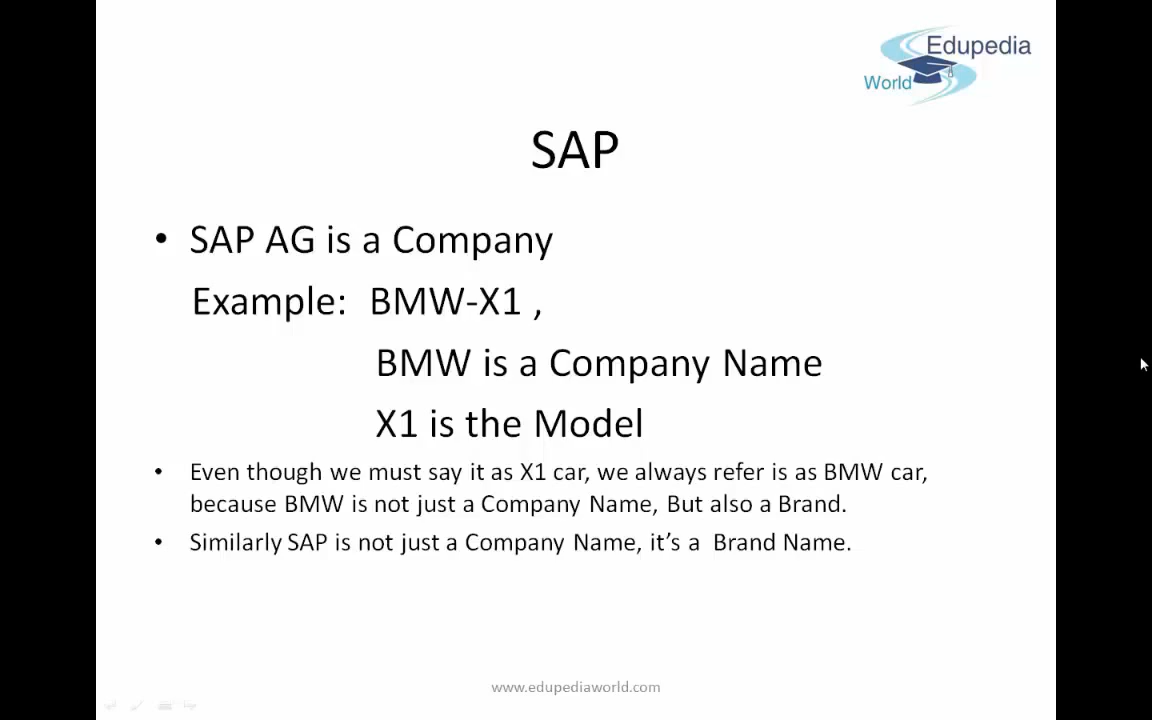 Edupedia
World
SAP
• SAP AG is a Company
Example: BMW-X1 ,
BMW is a Company Name
X1 is the Model
• Even though we must say it as X1 car, we always refer is as BMW car,
because BMW is not just a Company Name, But also a Brand.
• Similarly SAP is not just a Company Name, it’s a Brand Name.
www.edupediaworld.com